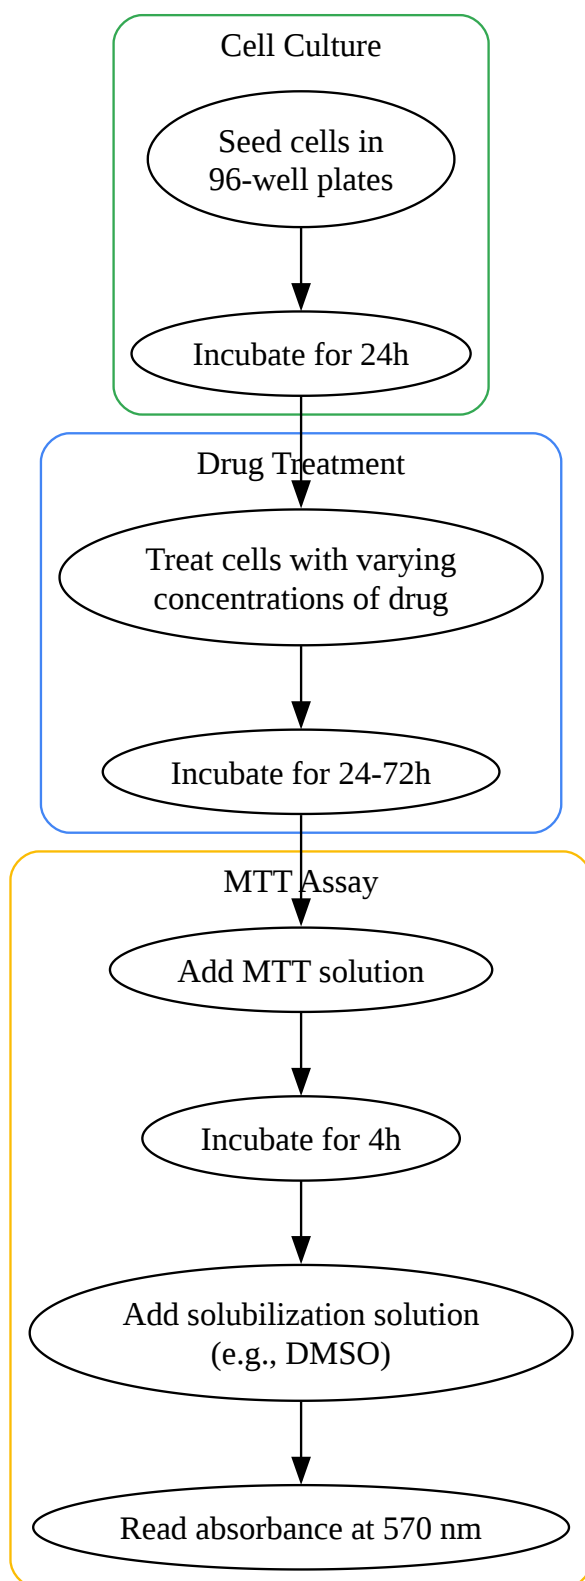 Cell Culture
Seed cells in
96-well plates
Incubate for 24h
Drug Treatment
Treat cells with varying
concentrations of drug
Incubate for 24-72h
MTT Assay
Add MTT solution
Incubate for 4h
Add solubilization solution
(e.g., DMSO)
Read absorbance at 570 nm